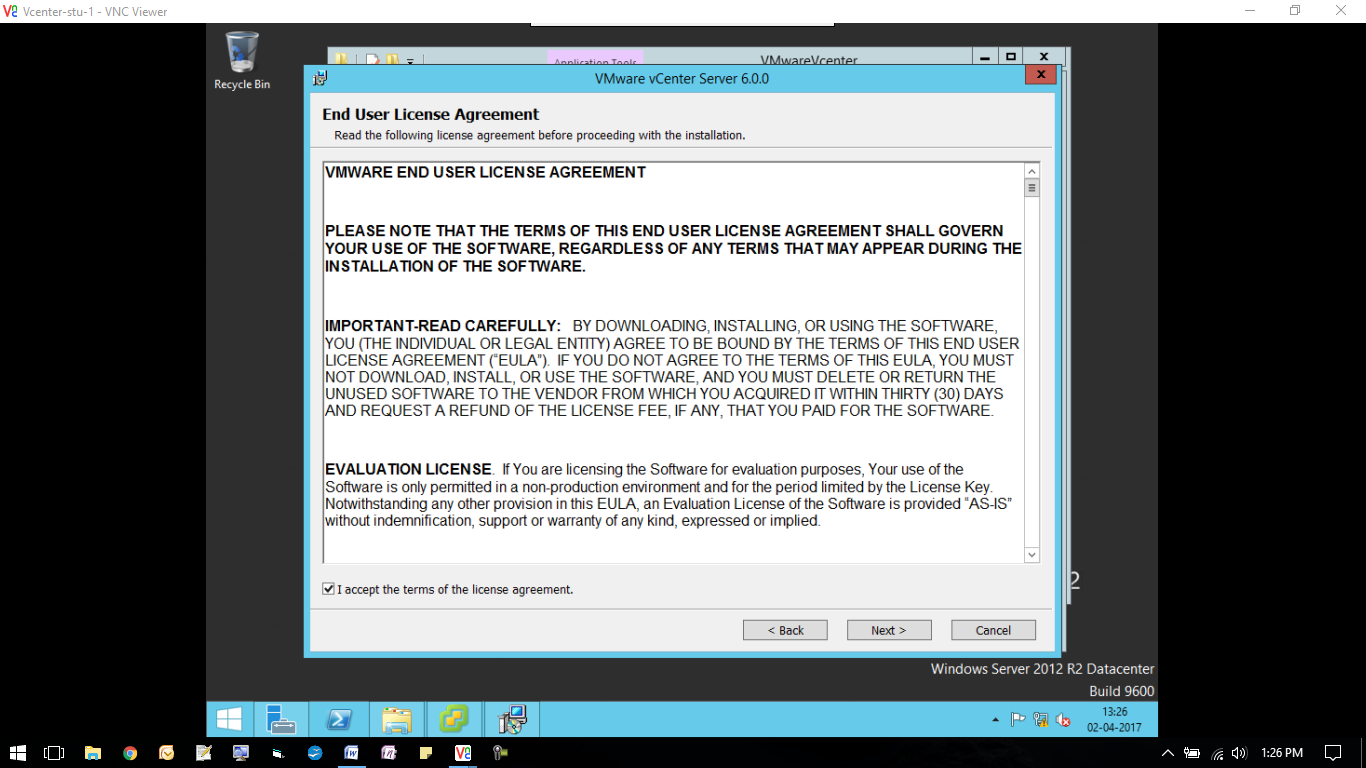 Vcenter-stu-1 - VNC Viewer
Recycle Bin
Application Tools
VMwareVcenter
VMware vCenter Server 6.0.0
End User License Agreement
Read the following license agreement before proceeding with the installation.
VMWARE END USER LICENSE AGREEMENT
PLEASE NOTE THAT THE TERMS OF THIS END USER LICENSE AGREEMENT SHALL GOVERN
YOUR USE OF THE SOFTWARE, REGARDLESS OF ANY TERMS THAT MAY APPEAR DURING THE
INSTALLATION OF THE SOFTWARE.
IMPORTANT-READ CAREFULLY: BY DOWNLOADING, INSTALLING, OR USING THE SOFTWARE,
YOU (THE INDIVIDUAL OR LEGAL ENTITY) AGREE TO BE BOUND BY THE TERMS OF THIS END USER
LICENSE AGREEMENT (“EULA”). IF YOU DO NOT AGREE TO THE TERMS OF THIS EULA, YOU MUST
NOT DOWNLOAD, INSTALL, OR USE THE SOFTWARE, AND YOU MUST DELETE OR RETURN THE
UNUSED SOFTWARE TO THE VENDOR FROM WHICH YOU ACQUIRED IT WITHIN THIRTY (30) DAYS
AND REQUEST A REFUND OF THE LICENSE FEE, IF ANY, THAT YOU PAID FOR THE SOFTWARE.
EVALUATION LICENSE. If You are licensing the Software for evaluation purposes, Your use of the
Software is only permitted in a non-production environment and for the period limited by the License Key.
Notwithstanding any other provision in this EULA, an Evaluation License of the Software is provided “AS-IS”
without indemnification, support or warranty of any kind, expressed or implied.
I accept the terms of the license agreement.
2
< Back
Next >
Cancel
Windows Server 2012 R2 Datacenter
Build 9600
13:26
02-04-2017
1:26 PM